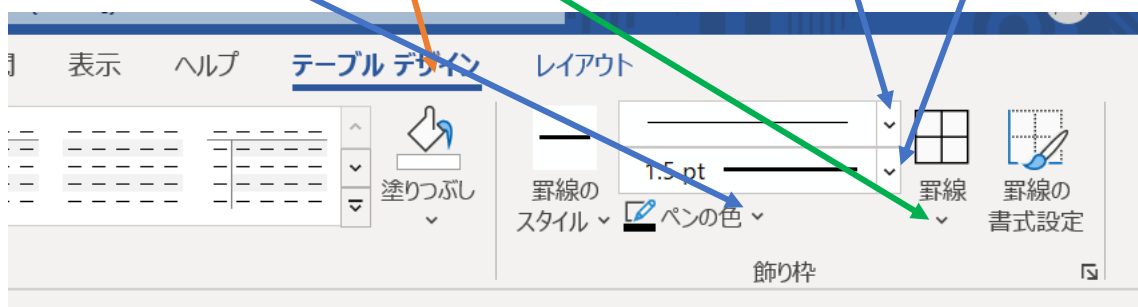 表示 ヘルプ テーブル デザイン レイアウト
塗りつぶし
罫線の
スタイル
1.5 pt
ペンの色
罫線
罫線の
書式設定
飾り枠